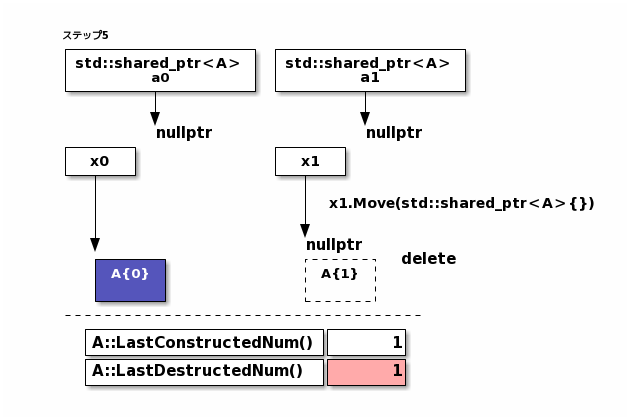 ステップ5
std::shared_ptr<A> std::shared_ptr<A>
a0 a1
nullptr nullptr
x0 x1
x1.Move(std::shared_ptr<A>{})
nullptr
delete
A{0} A{1}
A::LastConstructedNum() 1
A::LastDestructedNum() 1